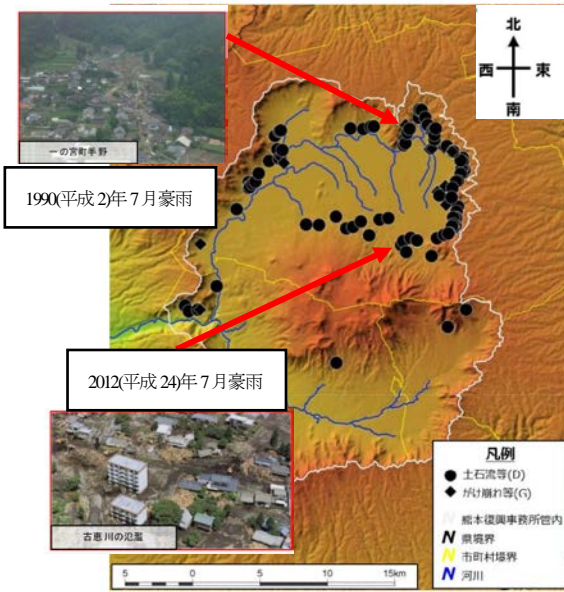 北
西 東
南
一の宮町手野
1990(平成 2)年 7 月豪雨
2012(平成 24)年 7 月豪雨
古恵川の氾濫
凡例
土石流等(D)
がけ崩れ等(G)
熊本復興事務所管内
県境界
市町村境界
河川
5 0 5 10 15km